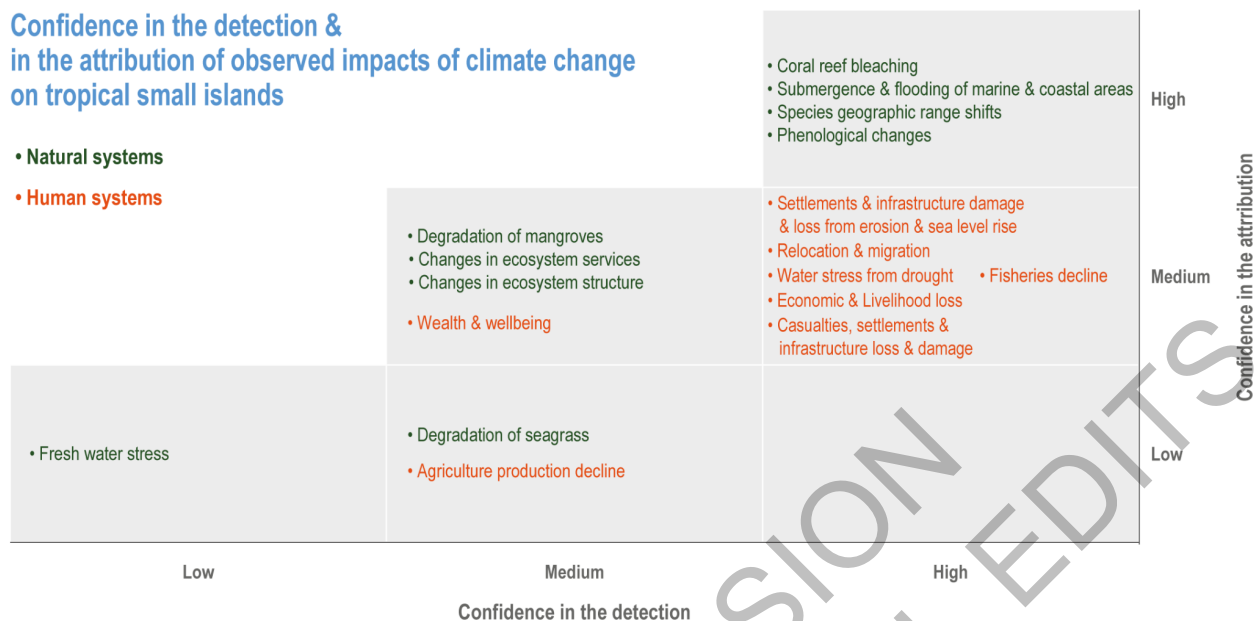 Confidence in the detection &
in the attribution of observed impacts of climate change
on tropical small islands
• Natural systems
• Human systems
• Coral reef bleaching
• Submergence & flooding of marine & coastal areas
• Species geographic range shifts
• Phenological changes
High
• Degradation of mangroves
• Changes in ecosystem services
• Changes in ecosystem structure
• Wealth & wellbeing
• Settlements & infrastructure damage
& loss from erosion & sea level rise
• Relocation & migration
• Water stress from drought • Fisheries decline
• Economic & Livelihood loss
• Casualties, settlements &
infrastructure loss & damage
Medium
• Fresh water stress
• Degradation of seagrass
• Agriculture production decline
Low
Confidence in the attrribution
Low Medium High
Confidence in the detection
SION
EDITS